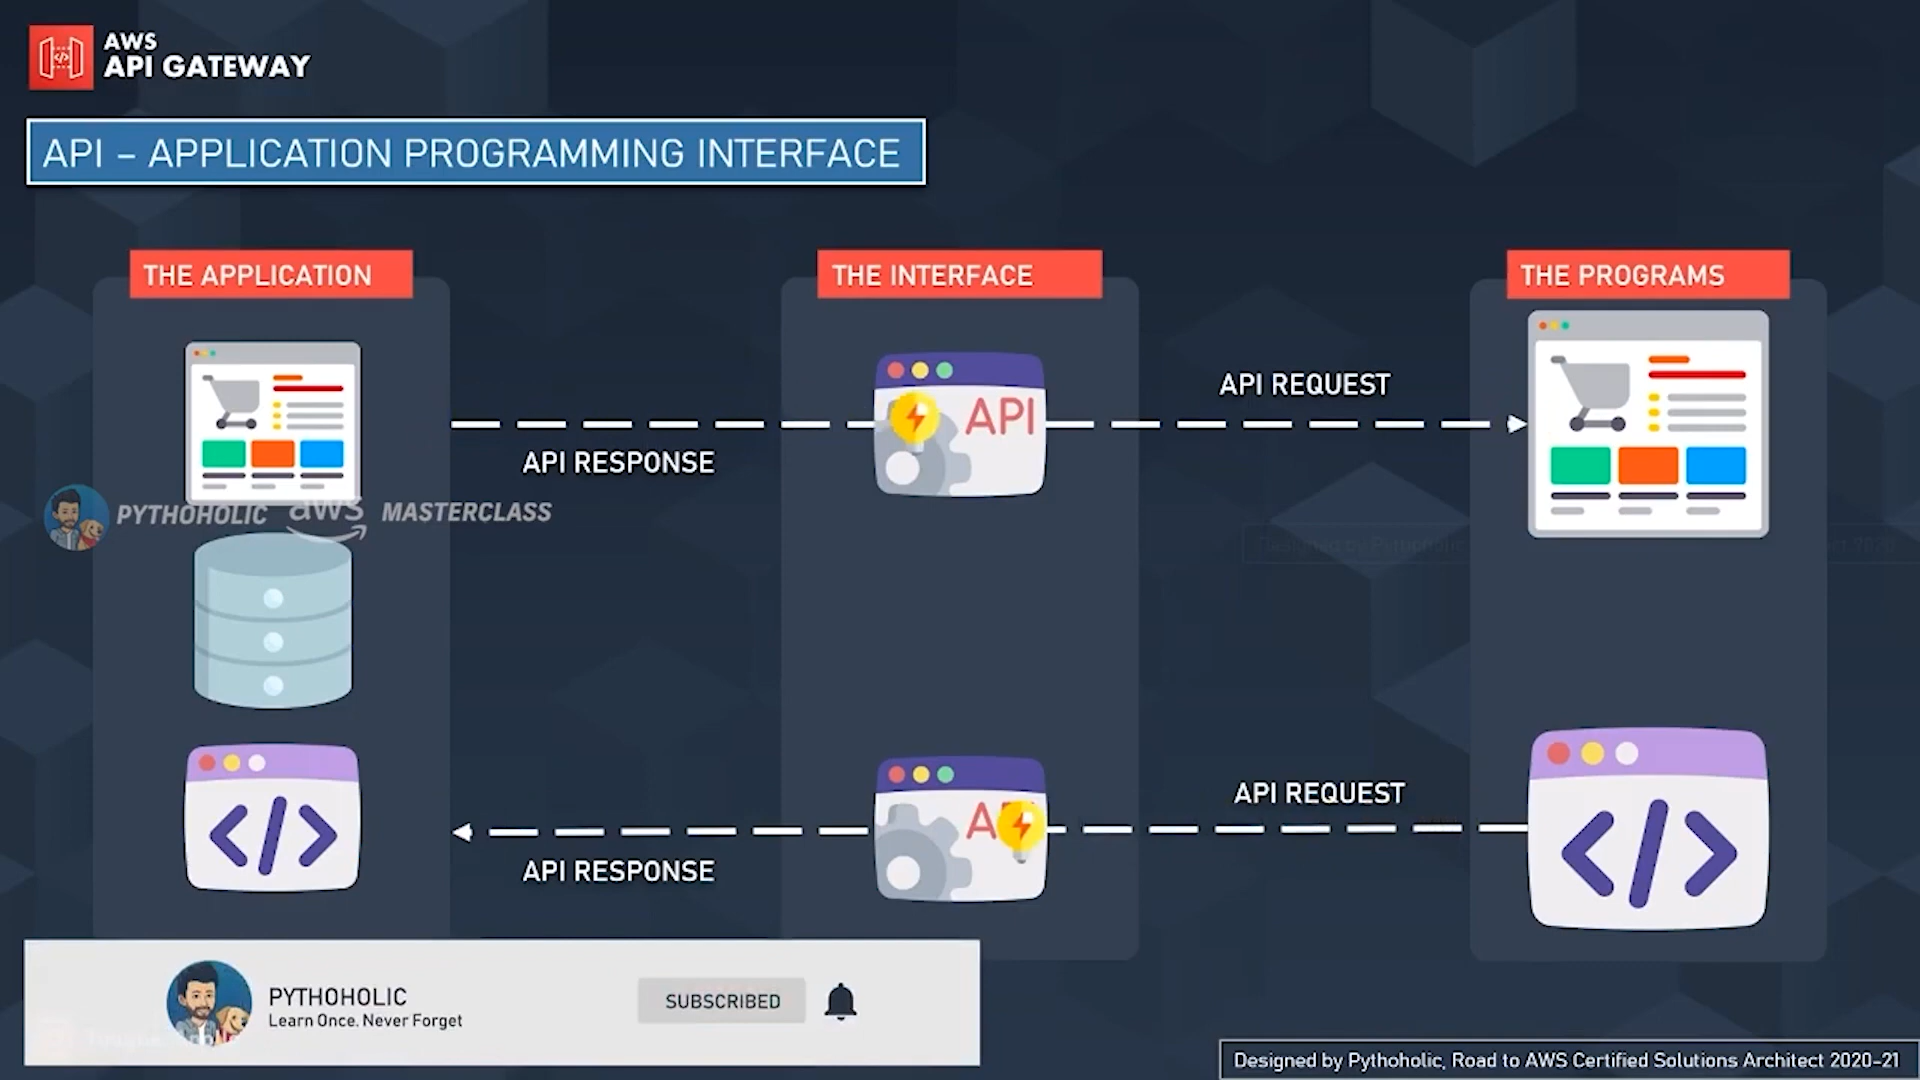 AWS
API GATEWAY
API – APPLICATION PROGRAMMING INTERFACE
THE APPLICATION
THE INTERFACE
THE PROGRAMS
API REQUEST
API
API RESPONSE
PYTHOHOLIC aws MASTERCLASS
API REQUEST
API RESPONSE
PYTHOHOLIC
Learn Once. Never Forget
SUBSCRIBED
Designed by Pythoholic, Road to AWS Certified Solutions Architect 2020-21